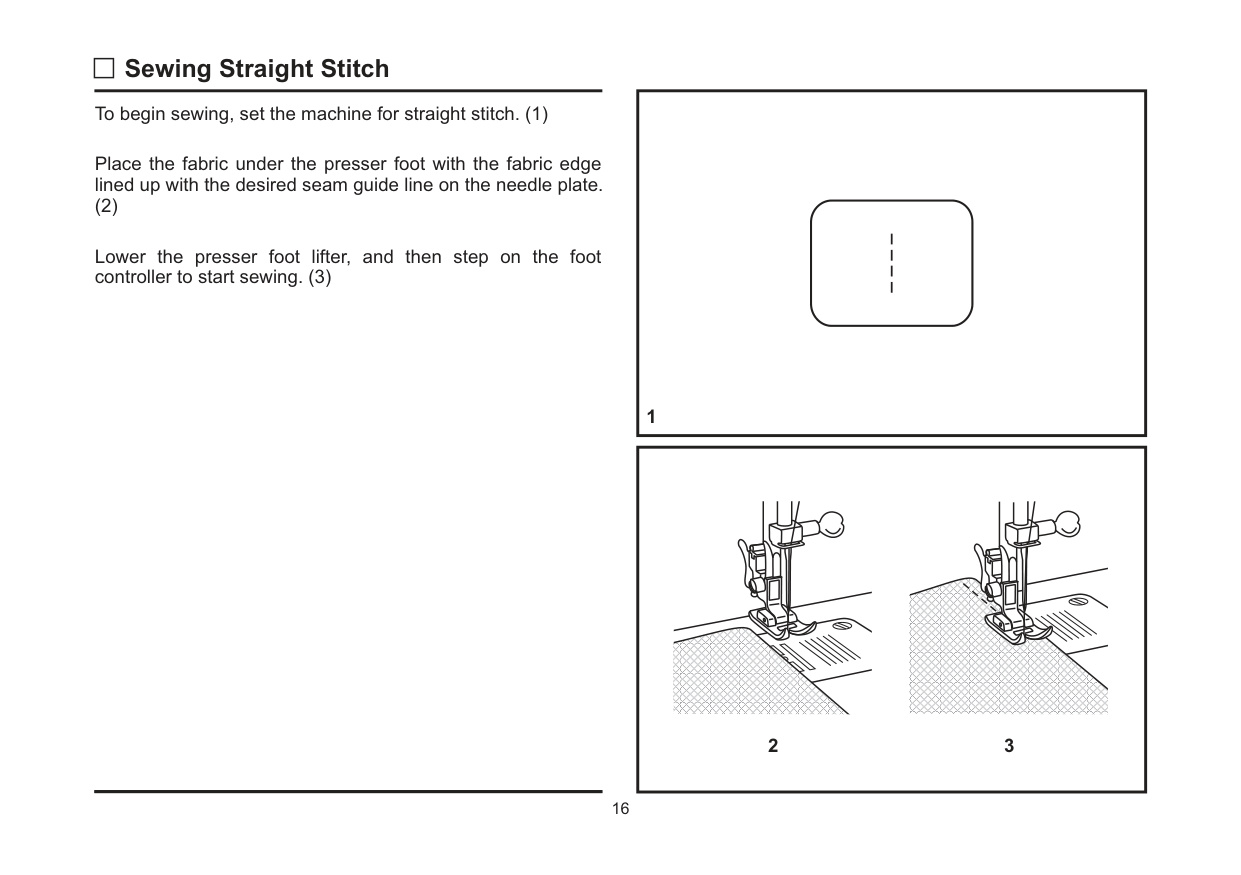 Sewing Straight Stitch
To begin sewing, set the machine for straight stitch. (1)
Place the fabric under the presser foot with the fabric edge
lined up with the desired seam guide line on the needle plate.
(2)
Lower the presser foot lifter, and then step on the foot
controller to start sewing. (3)
1
2
3
16